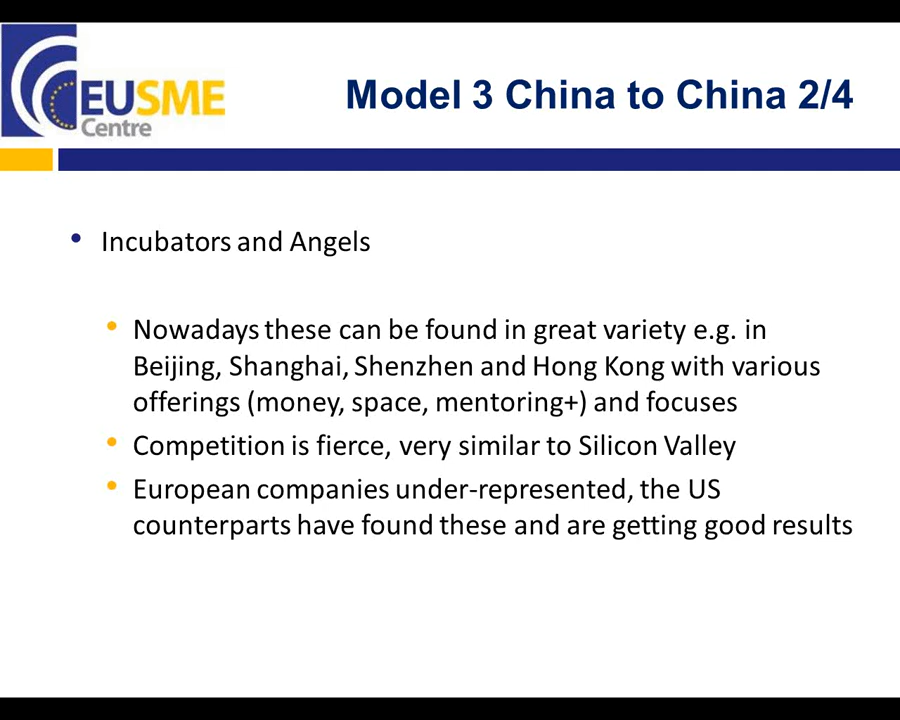 EUSME
Centre
Model 3 China to China 2/4
• Incubators and Angels
• Nowadays these can be found in great variety e.g. in
Beijing, Shanghai, Shenzhen and Hong Kong with various
offerings (money, space, mentoring+) and focuses
• Competition is fierce, very similar to Silicon Valley
• European companies under-represented, the US
counterparts have found these and are getting good results